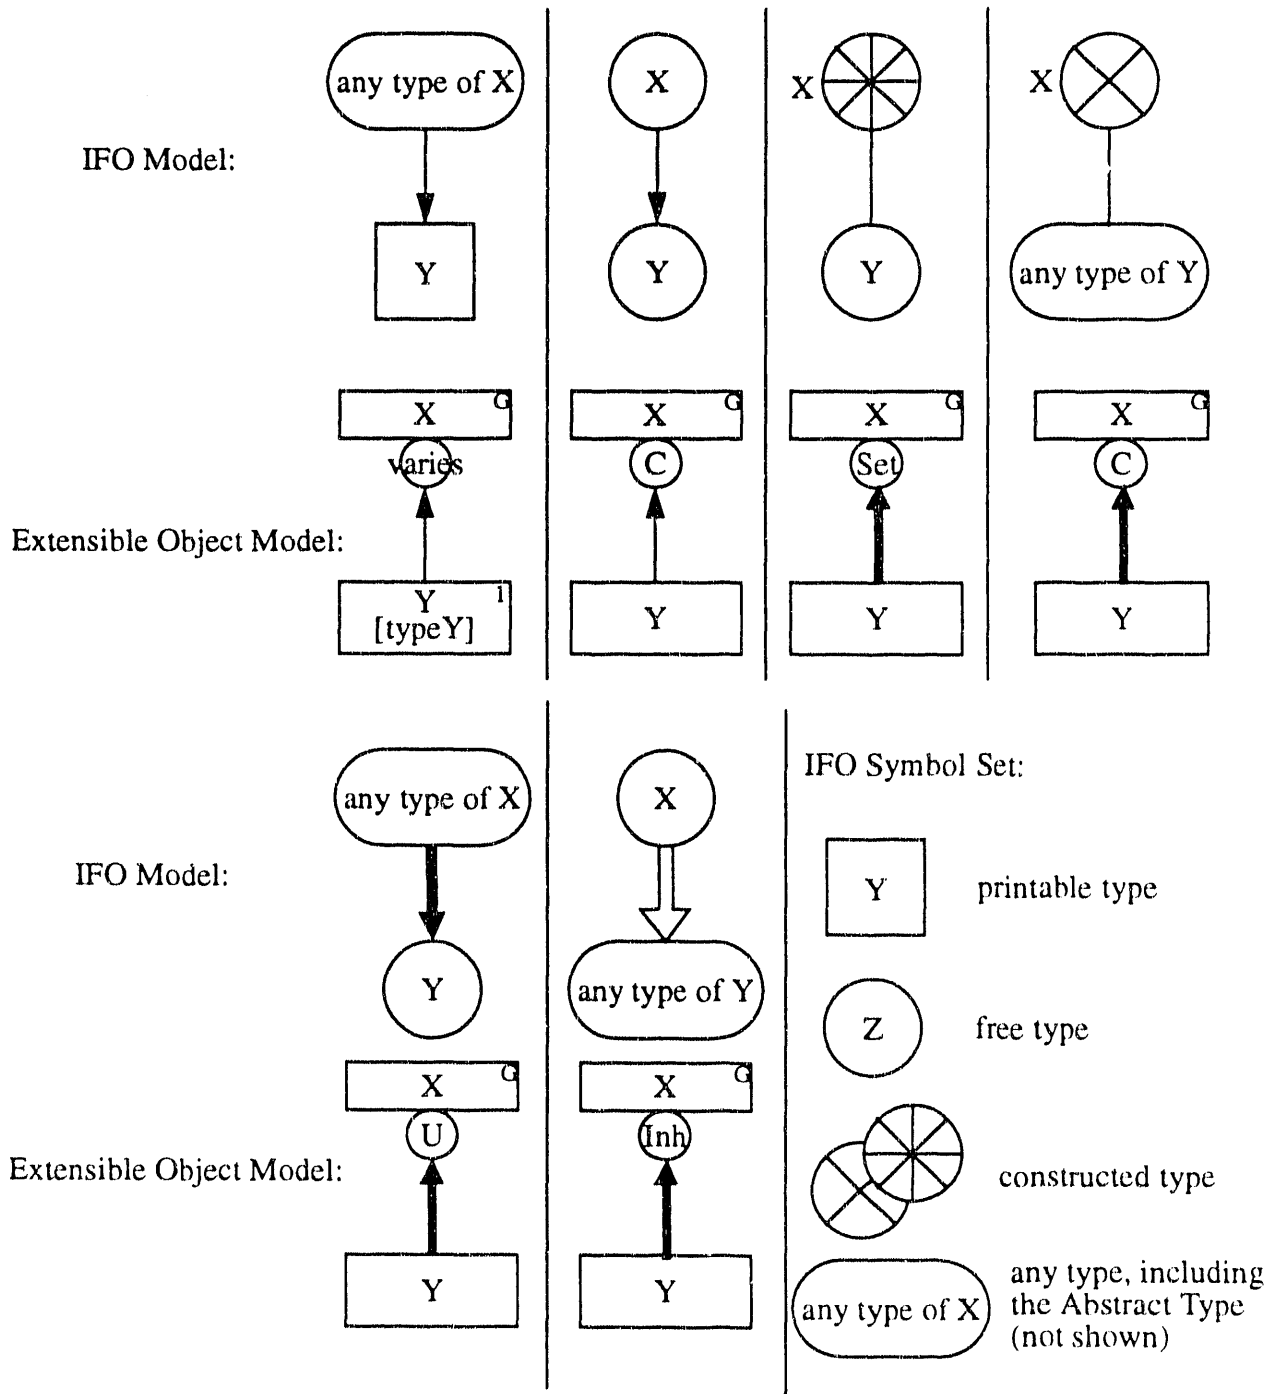 any type of X
X
X
X
IFO Model:
Y
Y
Y
any type of Y
X G
X G
X G
X G
varies
C
Set
C
Extensible Object Model:
Y 1
[typeY]
Y
Y
Y
any type of X
X
IFO Symbol Set:
IFO Model:
Y
printable type
Y
any type of Y
Z
free type
X G
X G
U
Inh
Extensible Object Model:
constructed type
Y
Y
any type of X
any type, including
the Abstract Type
(not shown)